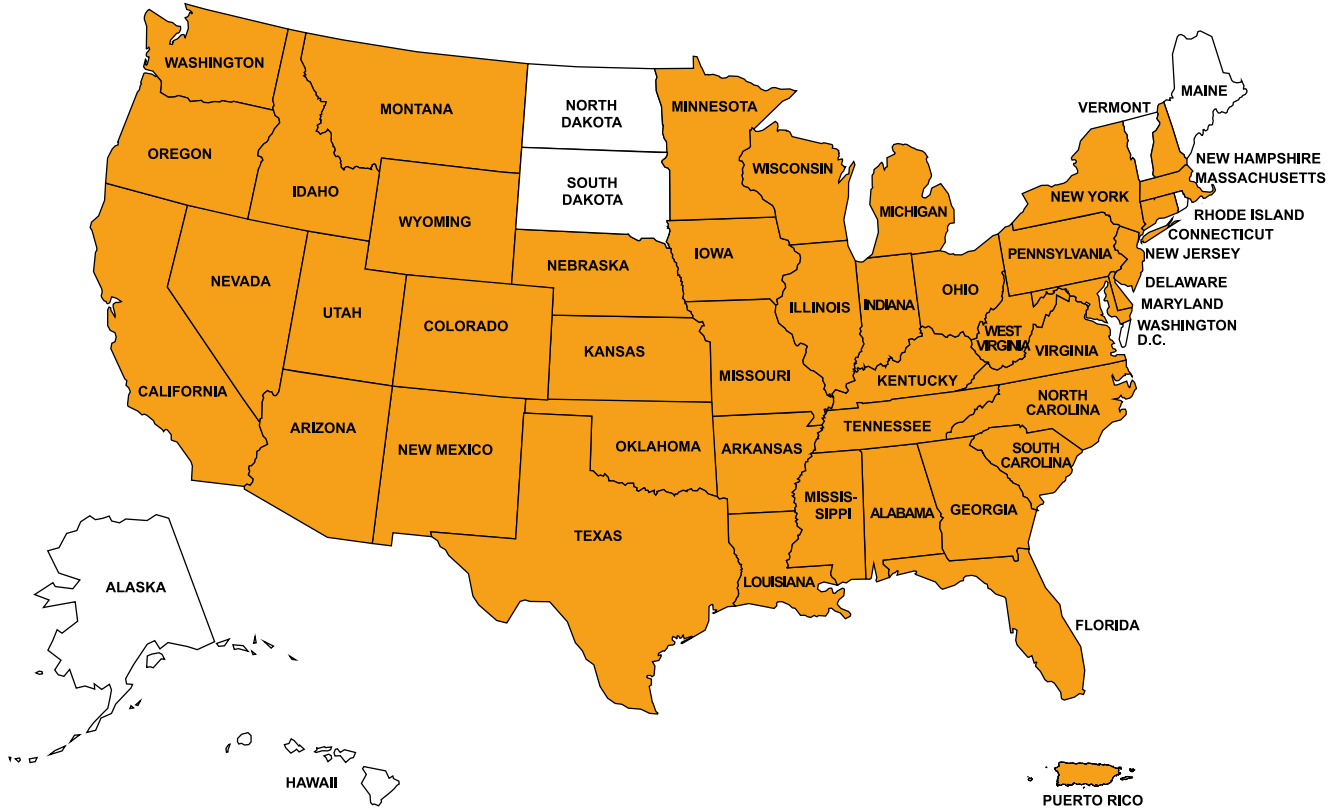 WASHINGTON
MONTANA
NORTH
DAKOTA
MINNESOTA
VERMONT
MAINE
OREGON
IDAHO
SOUTH
DAKOTA
WISCONSIN
MICHIGAN
NEW YORK
NEW HAMPSHIRE
MASSACHUSETTS
WYOMING
RHODE ISLAND
CONNECTICUT
NEW JERSEY
NEVADA
UTAH
COLORADO
NEBRASKA
IOWA
ILLINOIS
INDIANA
OHIO
PENNSYLVANIA
DELAWARE
MARYLAND
WASHINGTON
D.C.
CALIFORNIA
KANSAS
MISSOURI
KENTUCKY
WEST
VIRGINIA
VIRGINIA
ARIZONA
NEW MEXICO
OKLAHOMA
ARKANSAS
TENNESSEE
NORTH
CAROLINA
SOUTH
CAROLINA
TEXAS
LOUISIANA
MISSIS-
SIPPI
ALABAMA
GEORGIA
FLORIDA
ALASKA
HAWAII
PUERTO RICO